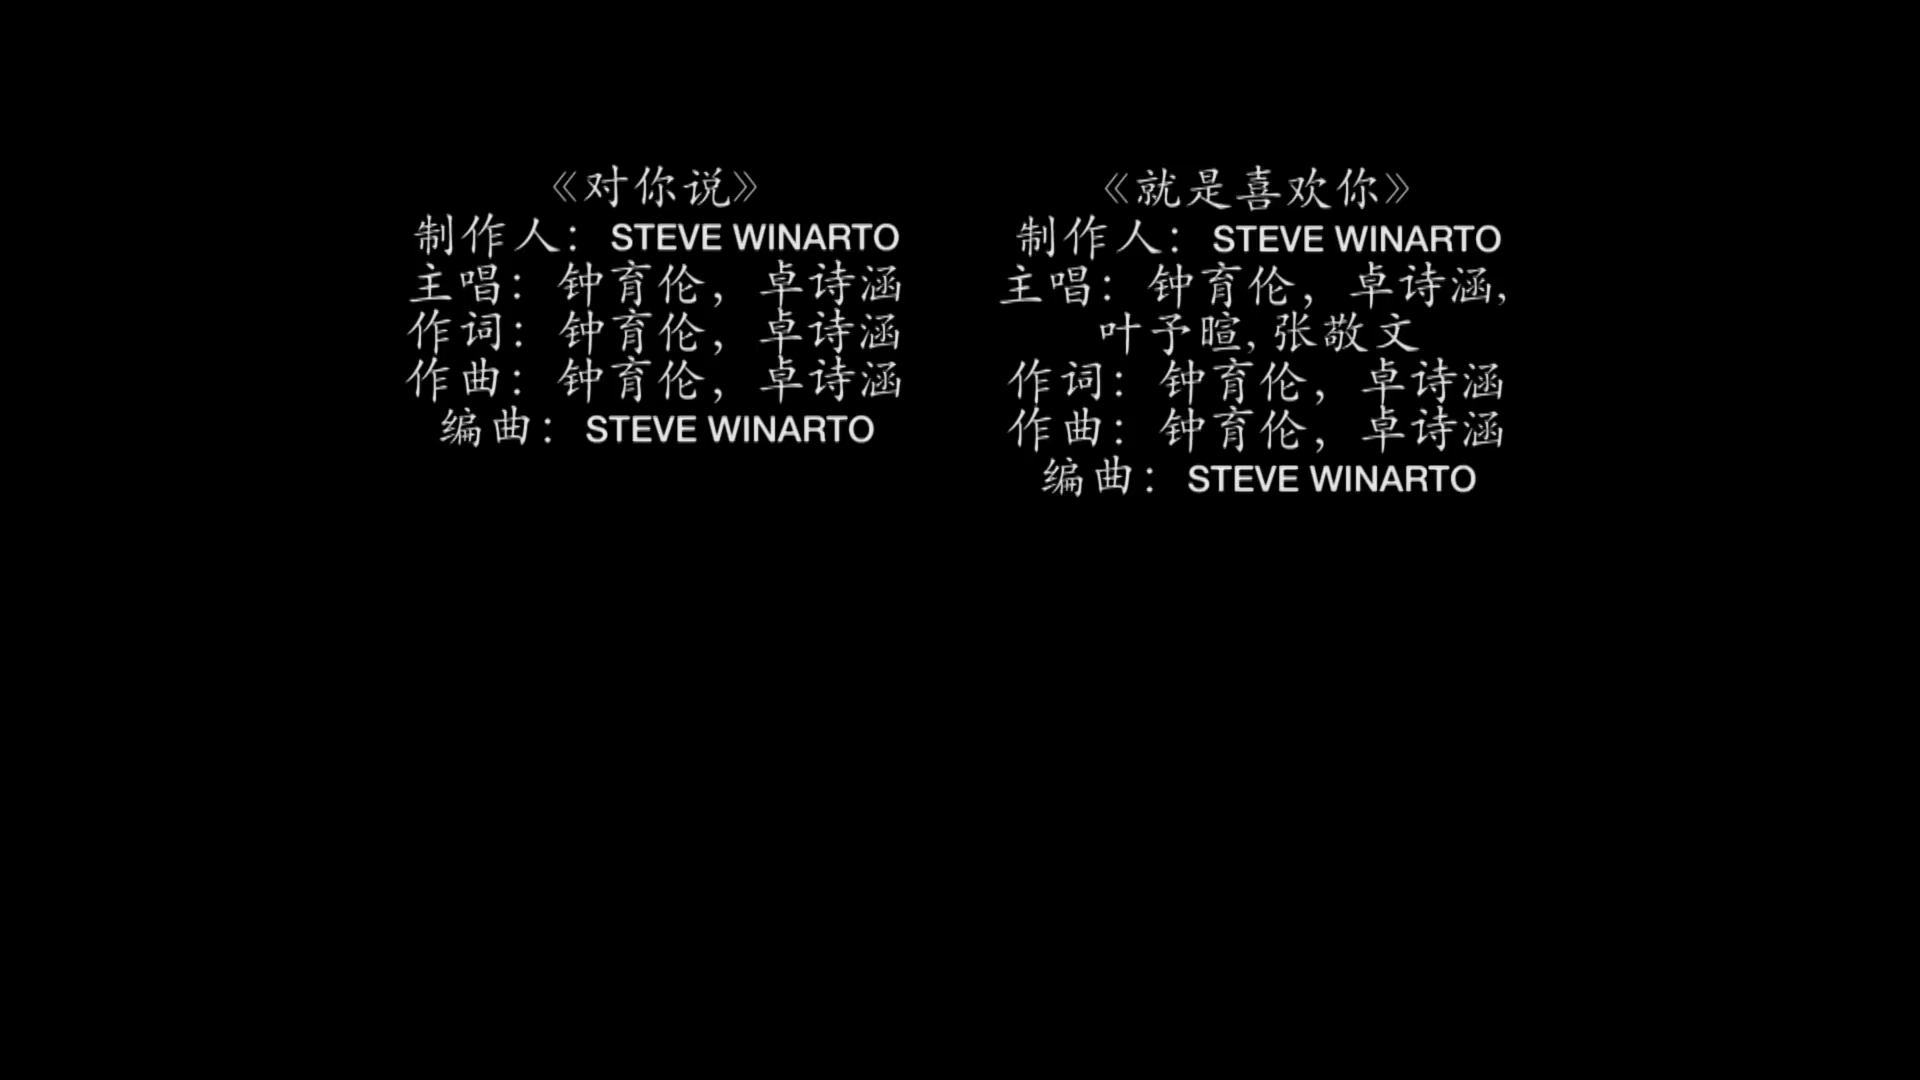 《对你说》
制作人：STEVE WINARTO
主唱：钟育伦，卓诗涵
作词：钟育伦，卓诗涵
作曲：钟育伦，卓诗涵
编曲：STEVE WINARTO
《就是喜欢你》
制作人：STEVE WINARTO
主唱：钟育伦，卓诗涵,
叶予暄, 张敬文
作词：钟育伦，卓诗涵
作曲：钟育伦，卓诗涵
编曲：STEVE WINARTO